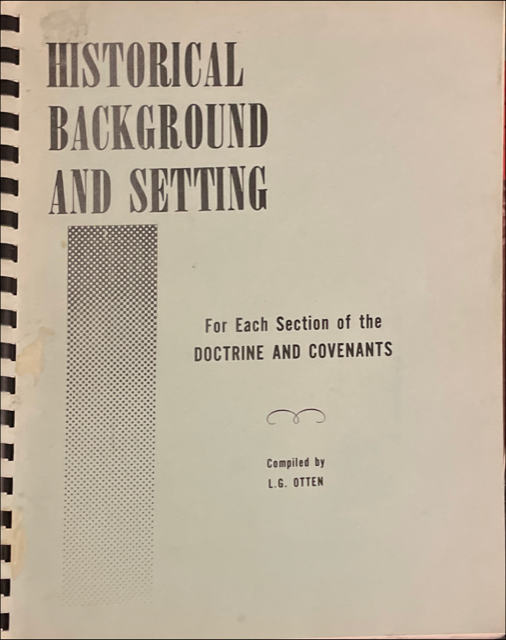 HISTORICAL
BACKGROUND
AND SETTING
For Each Section of the
DOCTRINE AND COVENANTS
Compiled by
L.G. OTTEN